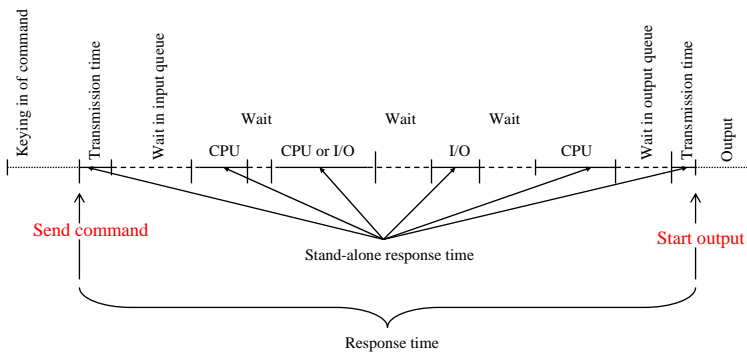 Keying in of command
Transmission time
Wait in input queue
Wait
Wait
Wait
Wait in output queue
Transmission time
Output
CPU
CPU or I/O
I/O
CPU
Send command
Start output
Stand-alone response time
Response time